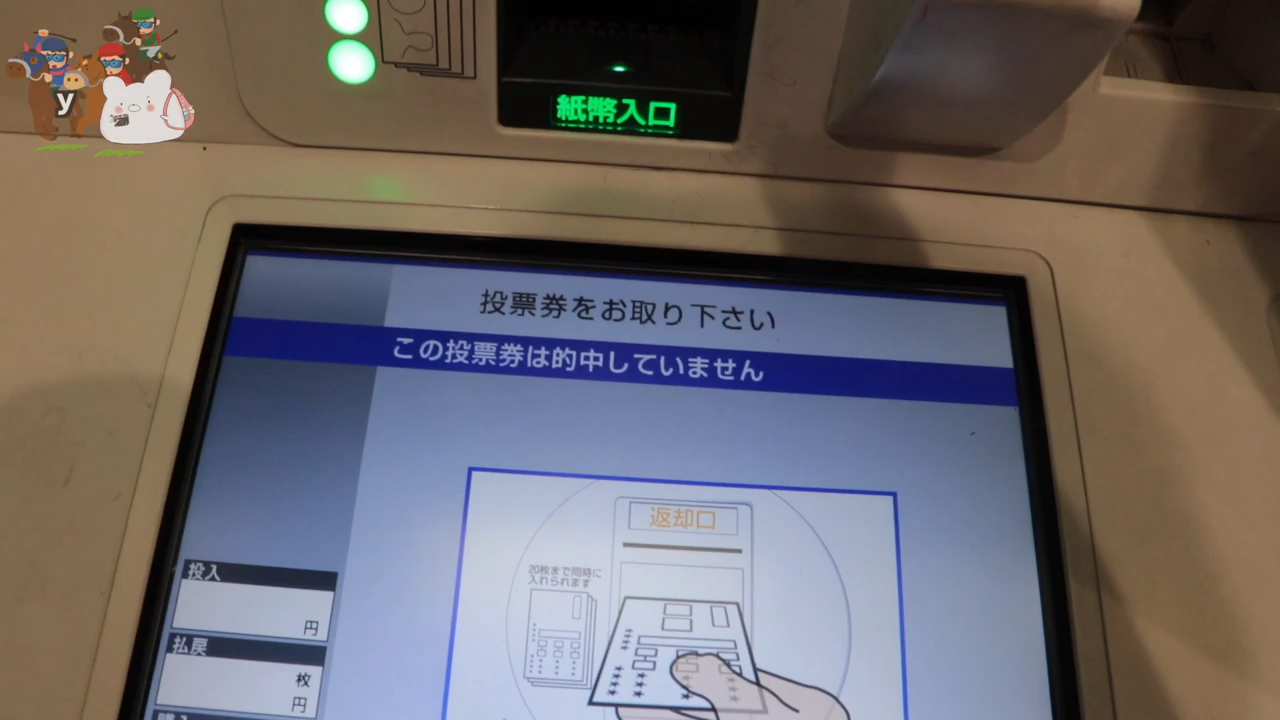 y
紙幣入口
投票券をお取り下さい
この投票券は的中していません
返却口
20枚まで同時に
入れられます
投入
円
払戻
枚
円